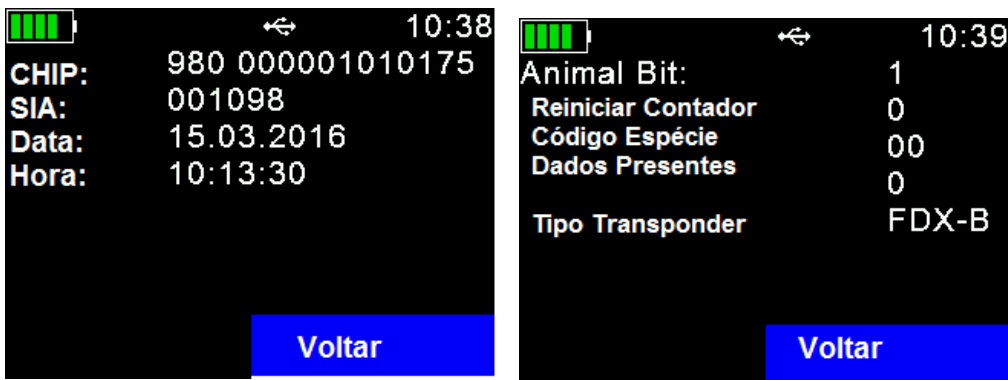 10:38
CHIP: 980 000001010175
SIA: 001098
Data: 15.03.2016
Hora: 10:13:30
Voltar
10:39
Animal Bit: 1
Reiniciar Contador 0
Código Espécie 00
Dados Presentes 0
Tipo Transponder FDX-B
Voltar